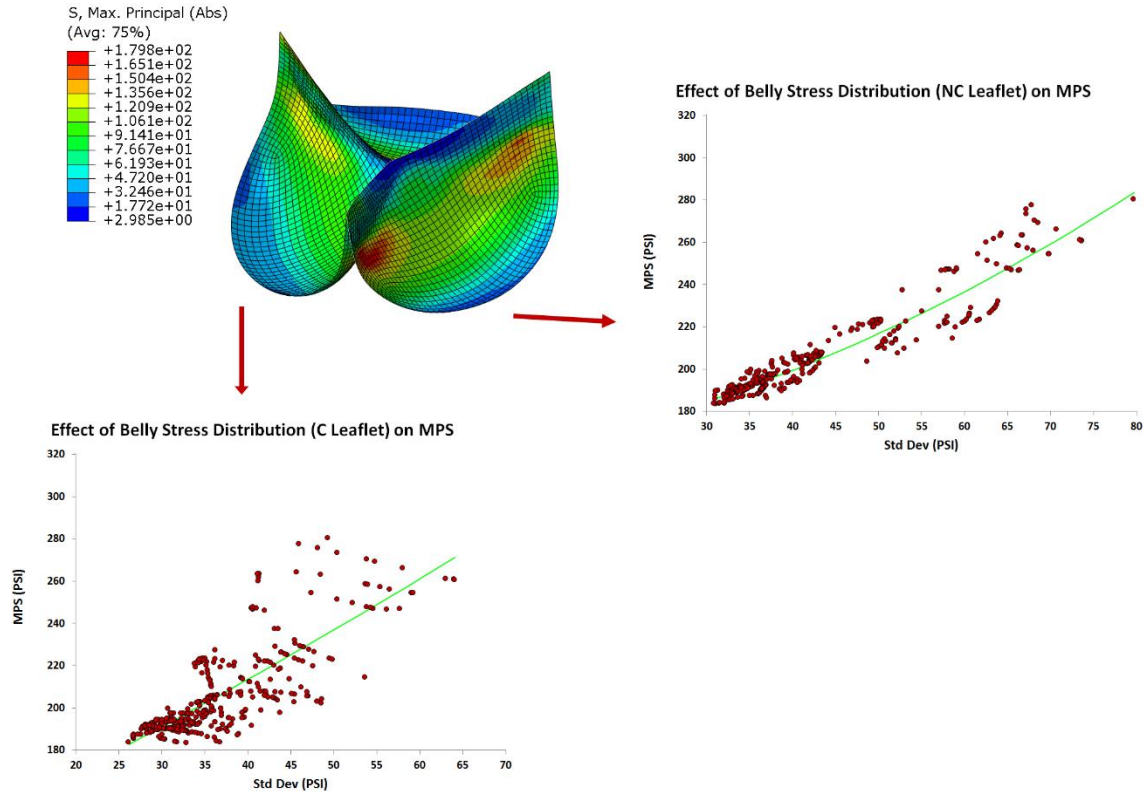 S, Max. Principal (Abs)
(Avg: 75%)
+1.798e+02
+1.651e+02
+1.504e+02
+1.356e+02
+1.209e+02
+1.061e+02
+9.141e+01
+7.667e+01
+6.193e+01
+4.720e+01
+3.246e+01
+1.772e+01
+2.985e+00
Effect of Belly Stress Distribution (NC Leaflet) on MPS
320
300
280
260
240
220
200
180
MPS (PSI)
30 35 40 45 50 55 60 65 70 75 80
Std Dev (PSI)
Effect of Belly Stress Distribution (C Leaflet) on MPS
320
300
280
260
240
220
200
180
MPS (PSI)
20 25 30 35 40 45 50 55 60 65 70
Std Dev (PSI)